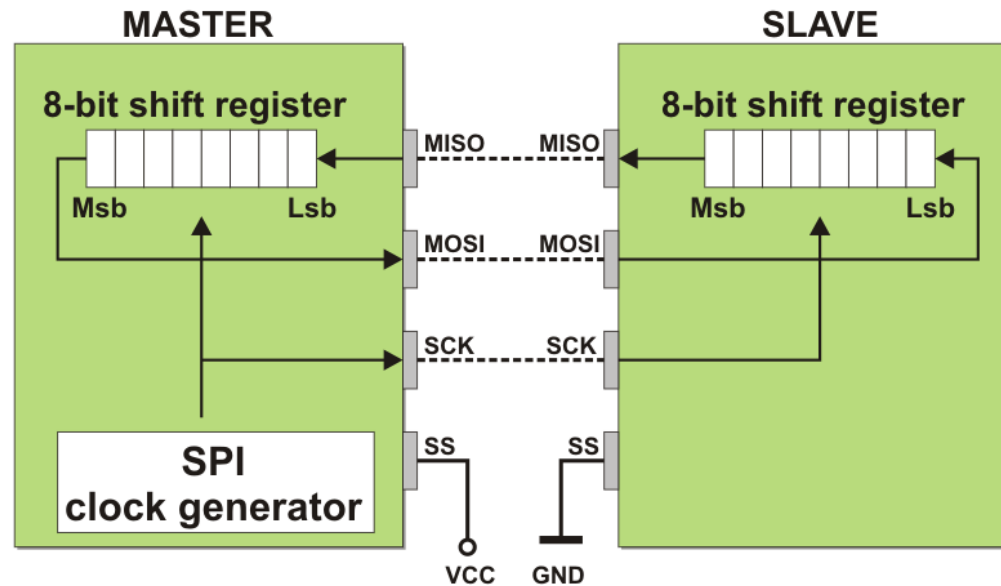 MASTER
SLAVE
8-bit shift register
8-bit shift register
MISO
MISO
Msb
Lsb
Msb
Lsb
MOSI
MOSI
SCK
SCK
SPI
clock generator
SS
SS
VCC
GND